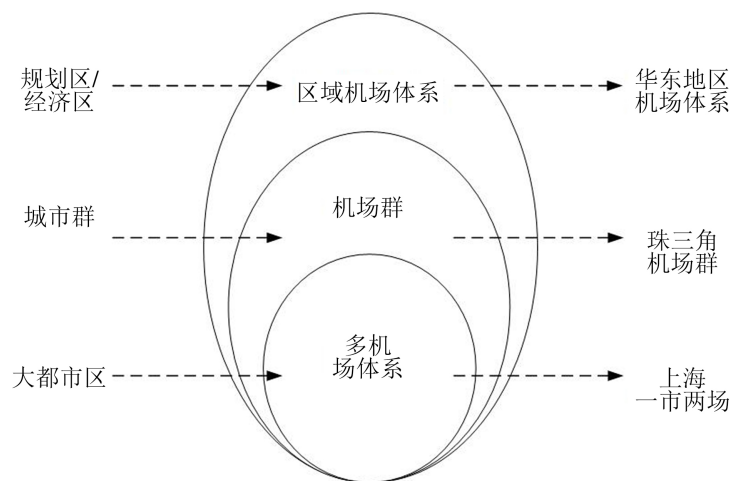 规划区/
经济区
区域机场体系
华东地区
机场体系
城市群
机场群
珠三角
机场群
大都市区
多机
场体系
上海
一市两场